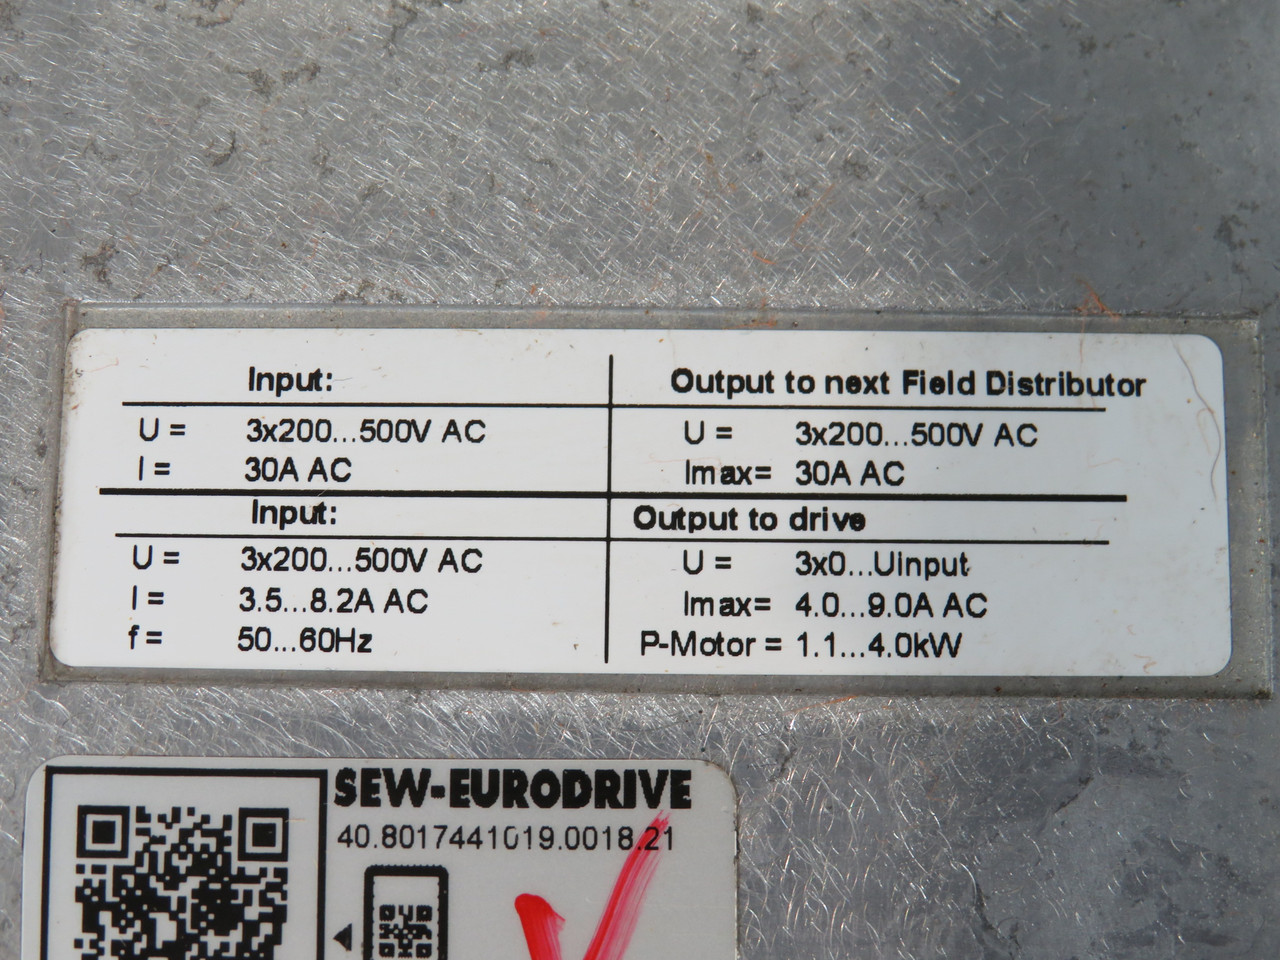 Input:
U = 3x200...500V AC
I = 30A AC
Output to next Field Distributor
U = 3x200...500V AC
Imax= 30A AC
Input:
U = 3x200...500V AC
I = 3.5...8.2A AC
f = 50...60Hz
Output to drive
U = 3x0...Uinput
Imax= 4.0...9.0A AC
P-Motor = 1.1...4.0kW
SEW-EURODRIVE
40.8017441019.0018.21